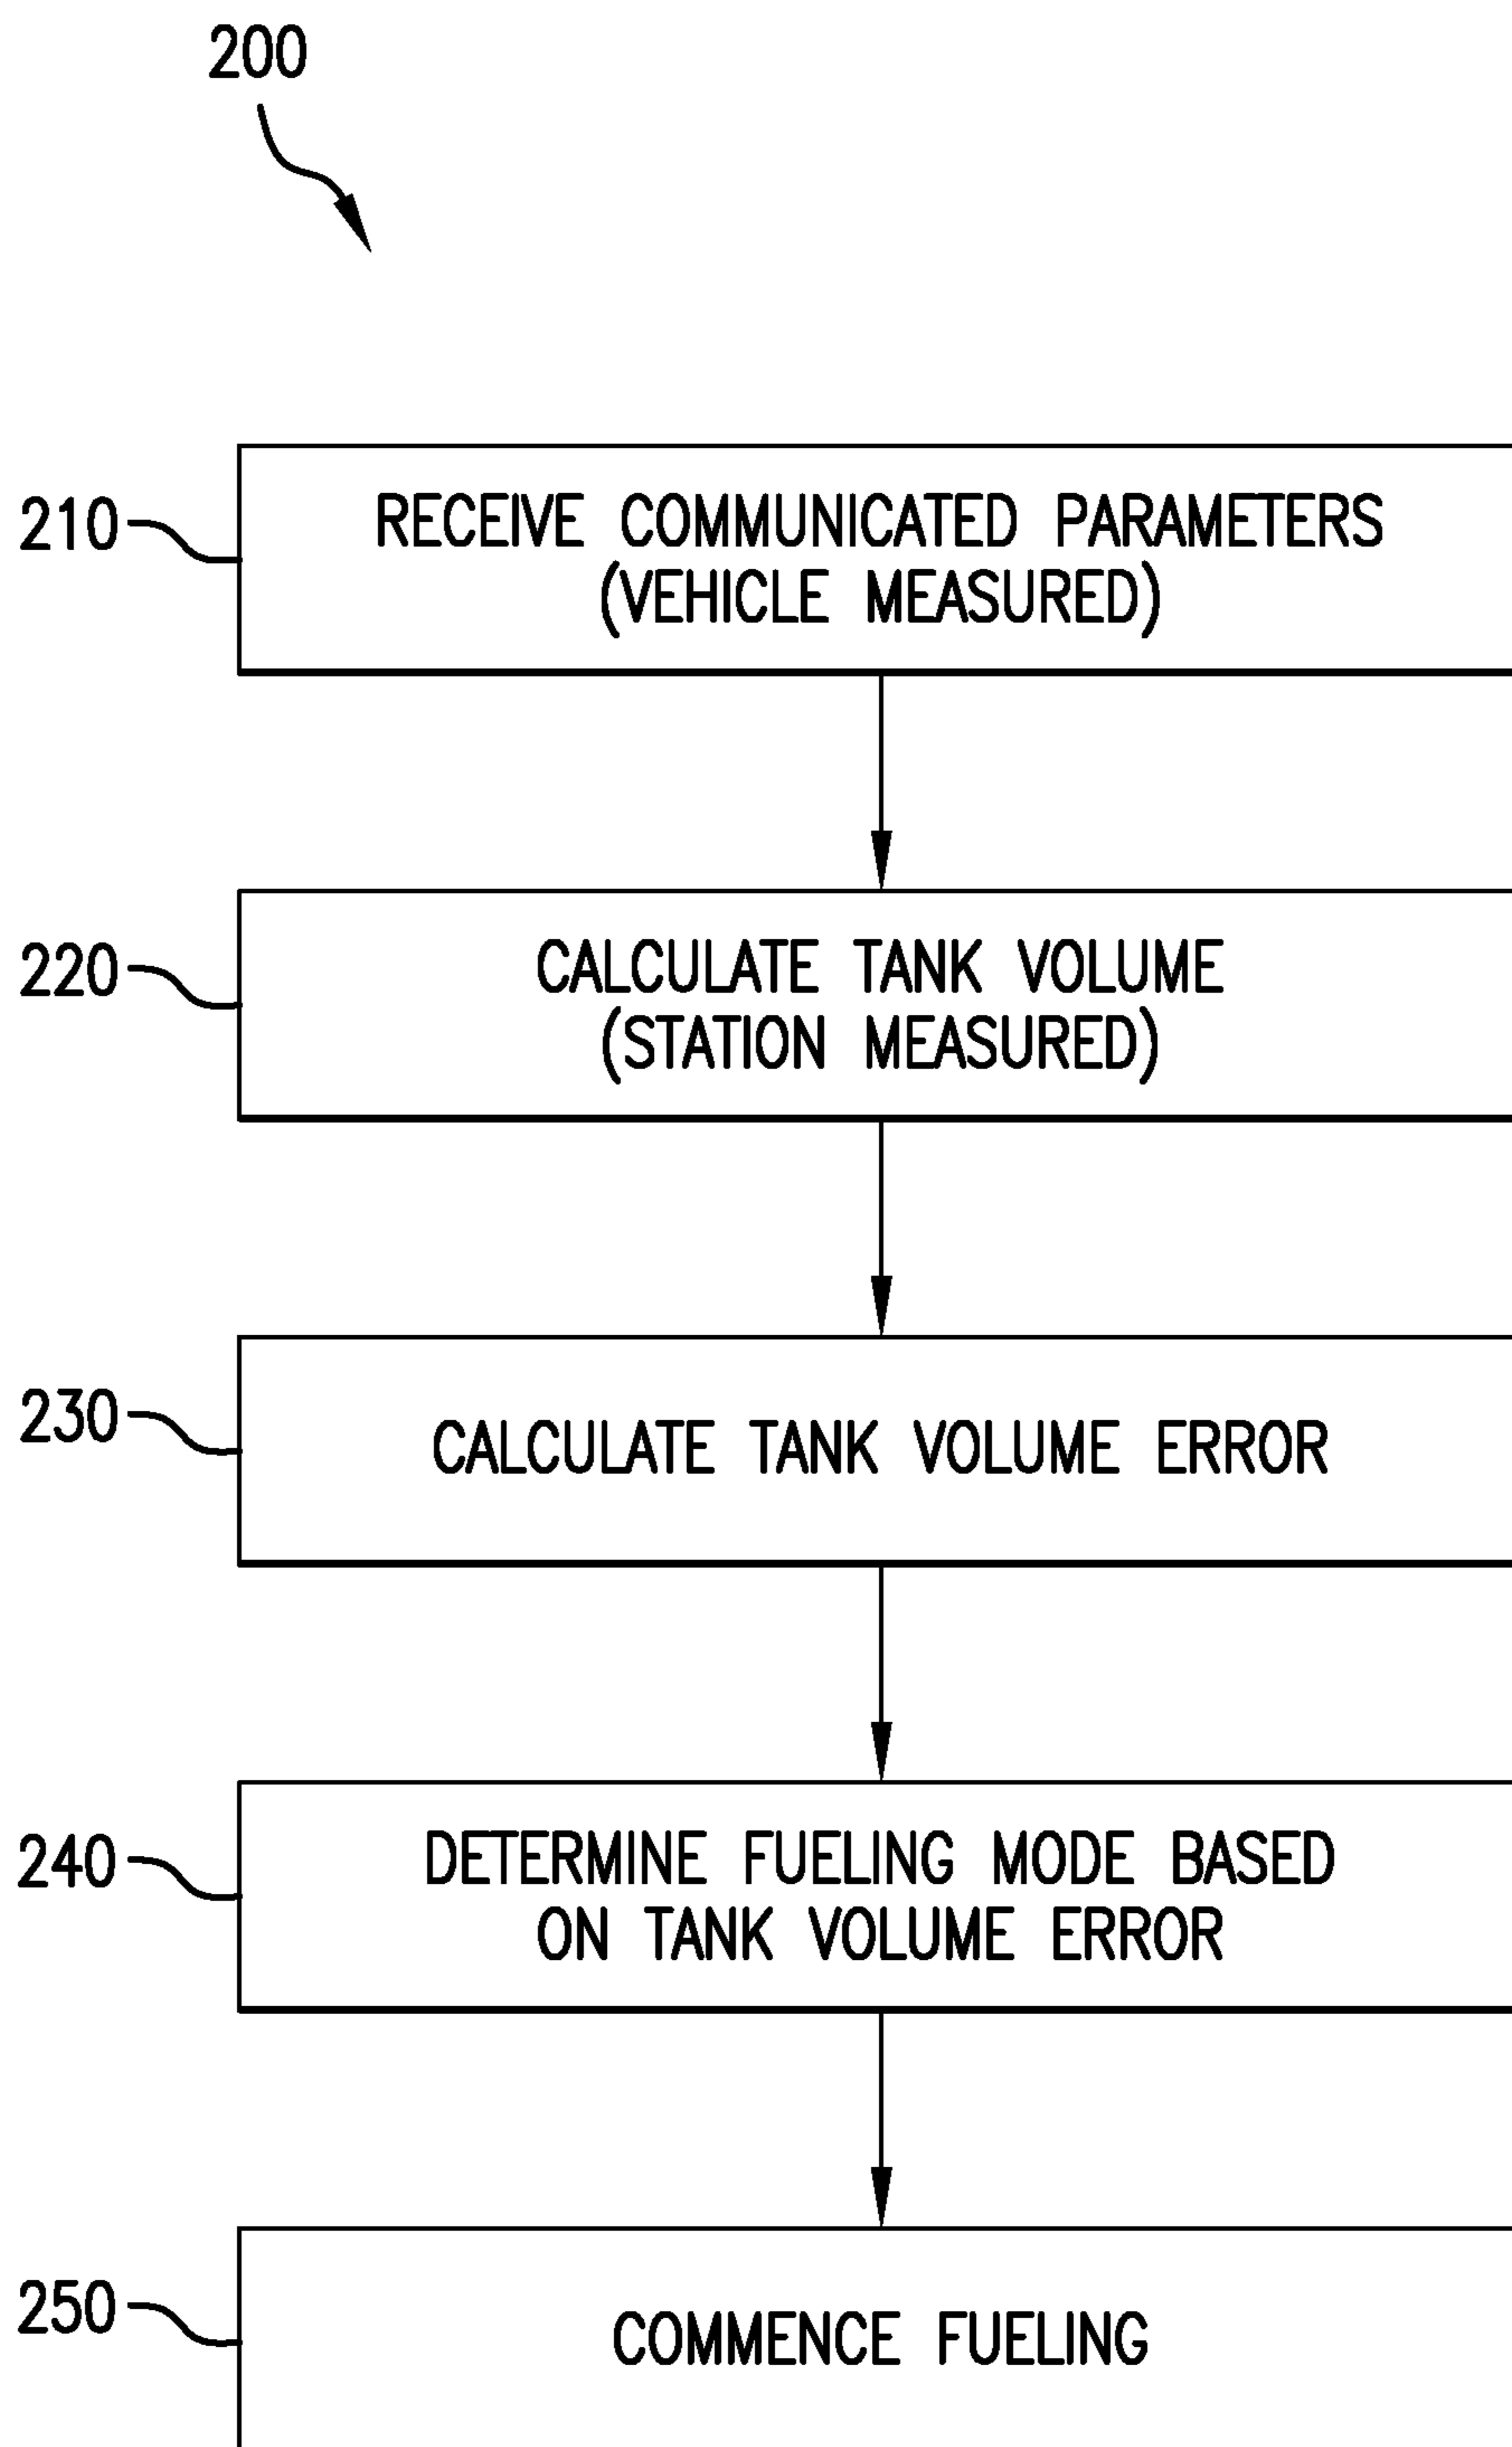 200
210
RECEIVE COMMUNICATED PARAMETERS
(VEHICLE MEASURED)
220
CALCULATE TANK VOLUME
(STATION MEASURED)
230
CALCULATE TANK VOLUME ERROR
240
DETERMINE FUELING MODE BASED
ON TANK VOLUME ERROR
250
COMMENCE FUELING